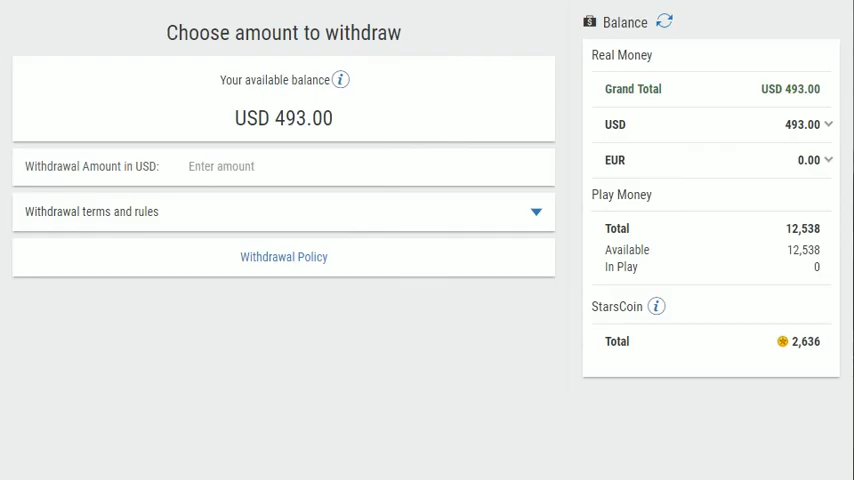 Choose amount to withdraw
Your available balance
USD 493.00
Withdrawal Amount in USD: Enter amount
Withdrawal terms and rules
Withdrawal Policy
Balance
Real Money
Grand Total USD 493.00
USD 493.00
EUR 0.00
Play Money
Total 12,538
Available 12,538
In Play 0
StarsCoin
Total 2,636